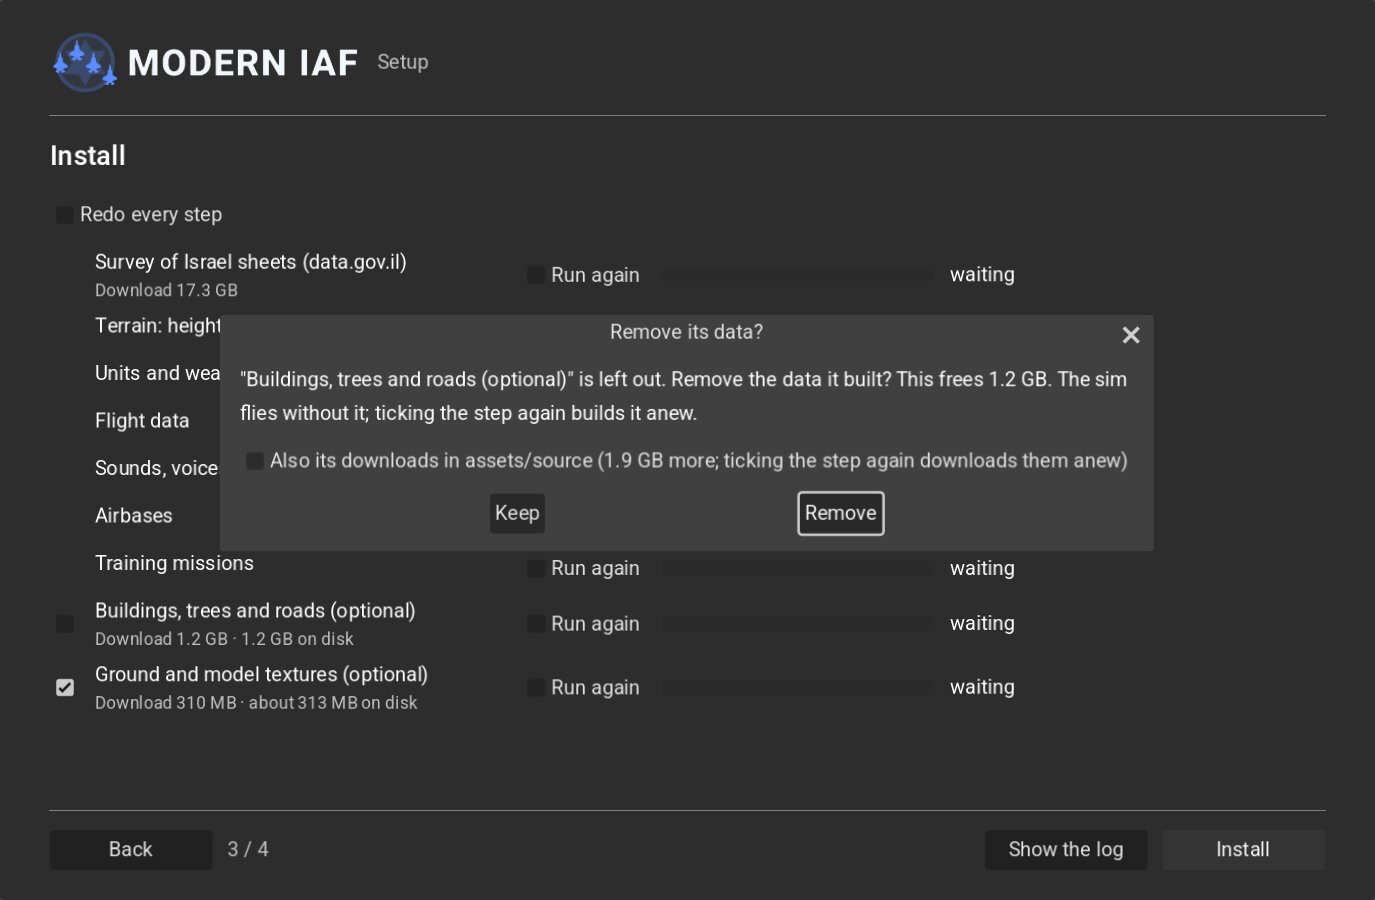 MODERN IAF Setup
Install
Redo every step
Survey of Israel sheets (data.gov.il)
Download 17.3 GB
Run again
waiting
Terrain: height
Units and wea
Flight data
Sounds, voice
Airbases
Remove its data?
"Buildings, trees and roads (optional)" is left out. Remove the data it built? This frees 1.2 GB. The sim
flies without it; ticking the step again builds it anew.
Also its downloads in assets/source (1.9 GB more; ticking the step again downloads them anew)
Keep
Remove
Training missions
Run again
waiting
Buildings, trees and roads (optional)
Download 1.2 GB · 1.2 GB on disk
Run again
waiting
Ground and model textures (optional)
Download 310 MB · about 313 MB on disk
Run again
waiting
Back
3 / 4
Show the log
Install